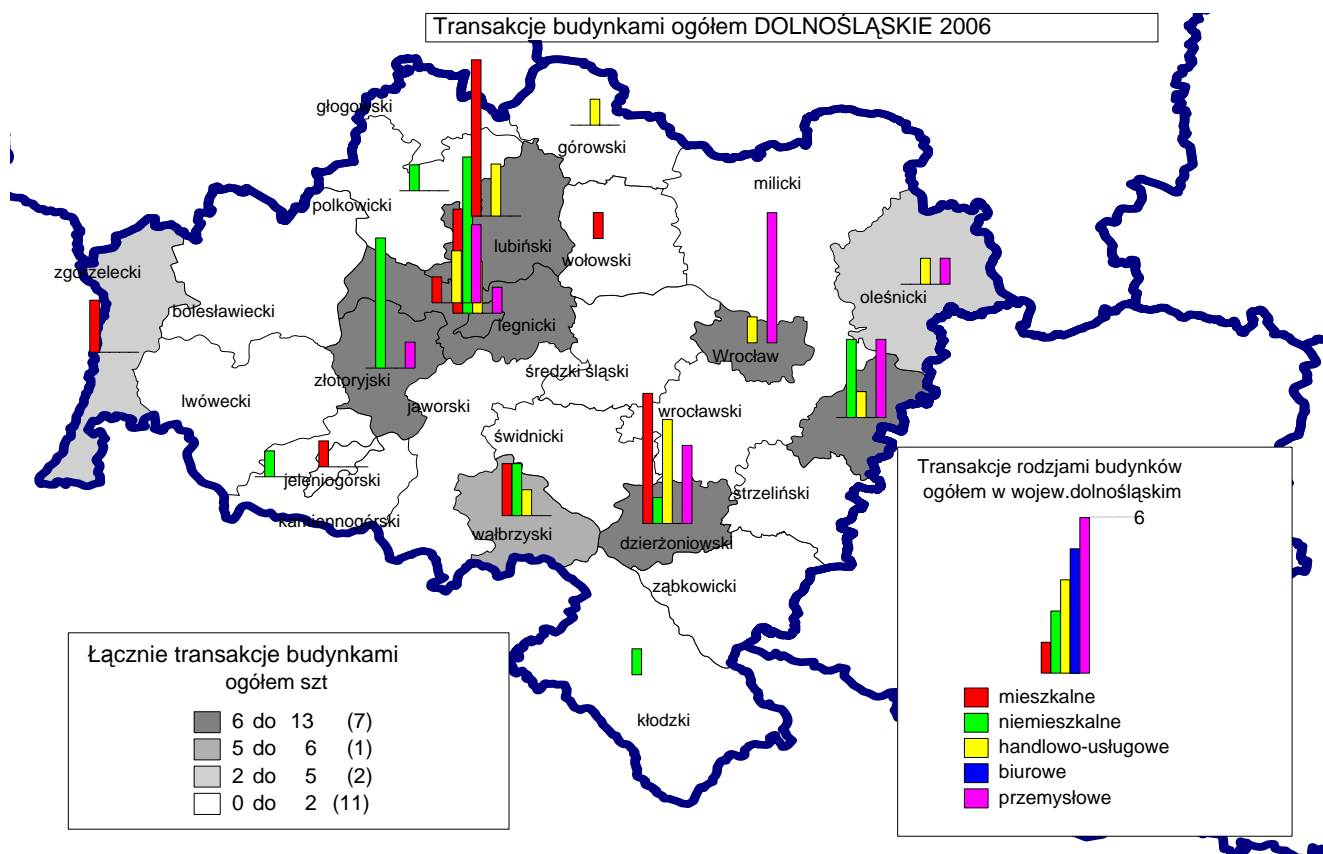 Transakcje budynkami ogółem DOLNOŚLĄSKIE 2006
głogowski
górowski
milicki
polkowicki
lubiński
wołowski
zgorzelecki
oleśnicki
bolesławiecki
legnicki
Wrocław
złotoryjski
średzki śląski
lwówecki
jaworski
wrocławski
świdnicki
jeleniogórski
strzeliński
kamiennogórski
wałbrzyski
dzierżoniowski
ząbkowicki
kłodzki
Łącznie transakcje budynkami
ogółem szt
6 do 13 (7)
5 do 6 (1)
2 do 5 (2)
0 do 2 (11)
Transakcje rodzjami budynków
ogółem w wojew.dolnośląskim
6
mieszkalne
niemieszkalne
handlowo-usługowe
biurowe
przemysłowe